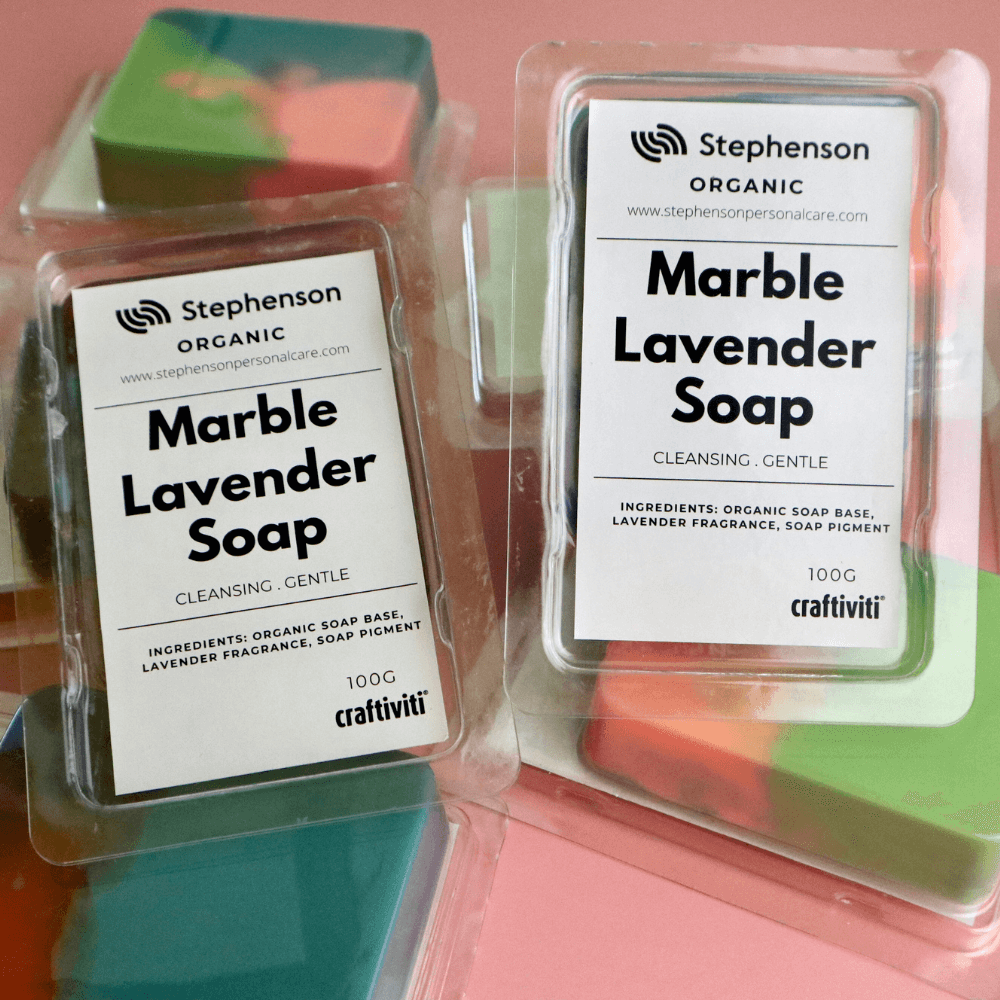 Stephenson
ORGANIC
www.stephensonpersonalcare.com
Marble
Lavender
Soap
CLEANSING . GENTLE
INGREDIENTS: ORGANIC SOAP BASE,
LAVENDER FRAGRANCE, SOAP PIGMENT
100G
craftiviti®
Stephenson
ORGANIC
www.stephensonpersonalcare.com
Marble
Lavender
Soap
CLEANSING . GENTLE
INGREDIENTS: ORGANIC SOAP BASE,
LAVENDER FRAGRANCE, SOAP PIGMENT
100G
craftiviti®